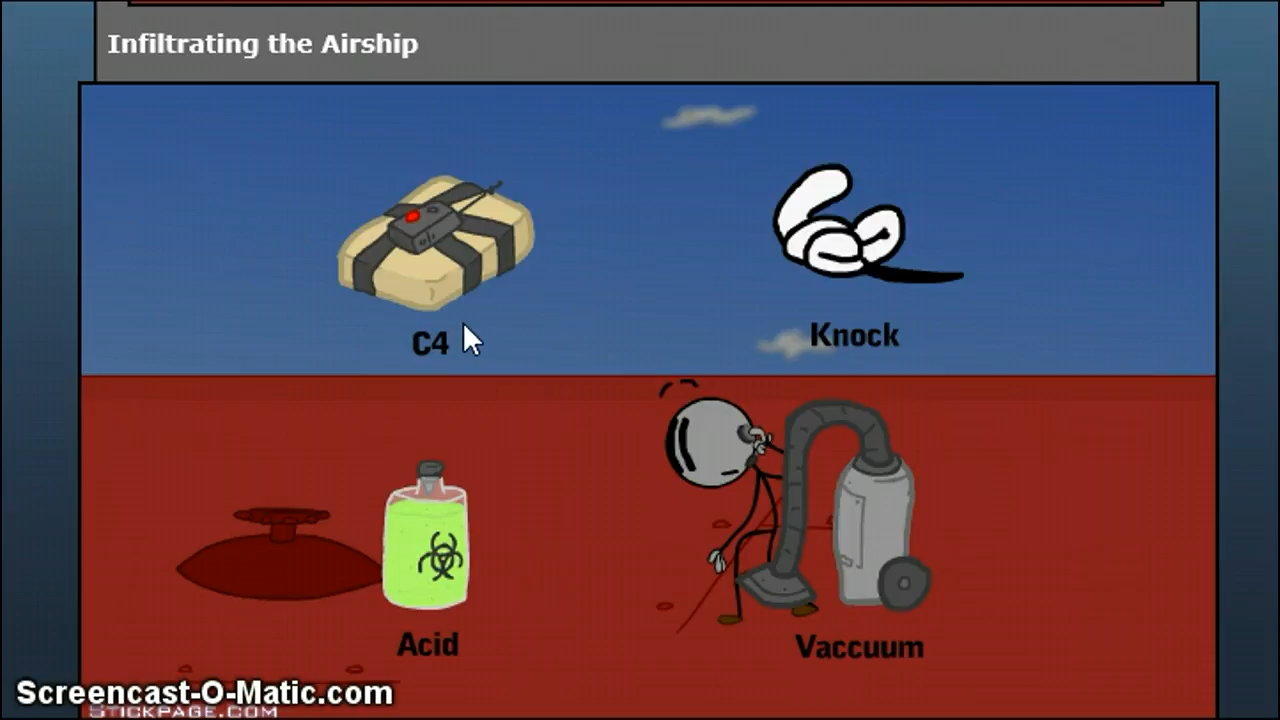 Infiltrating the Airship
C4
Knock
Acid
Vaccuum
Screencast-O-Matic.com
STICKPAGE.COM